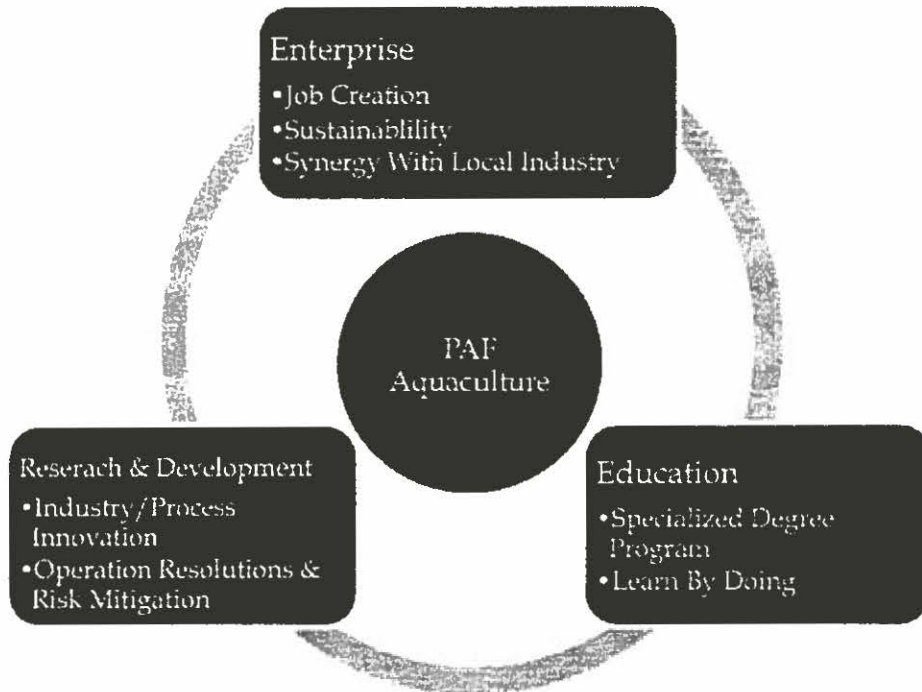 Enterprise
•Job Creation
•Sustainablility
•Synergy With Local Industry
PAF
Aquaculture
Reserach & Development
•Industry/Process
Innovation
•Operation Resolutions &
Risk Mitigation
Education
•Specialized Degree
Program
•Learn By Doing